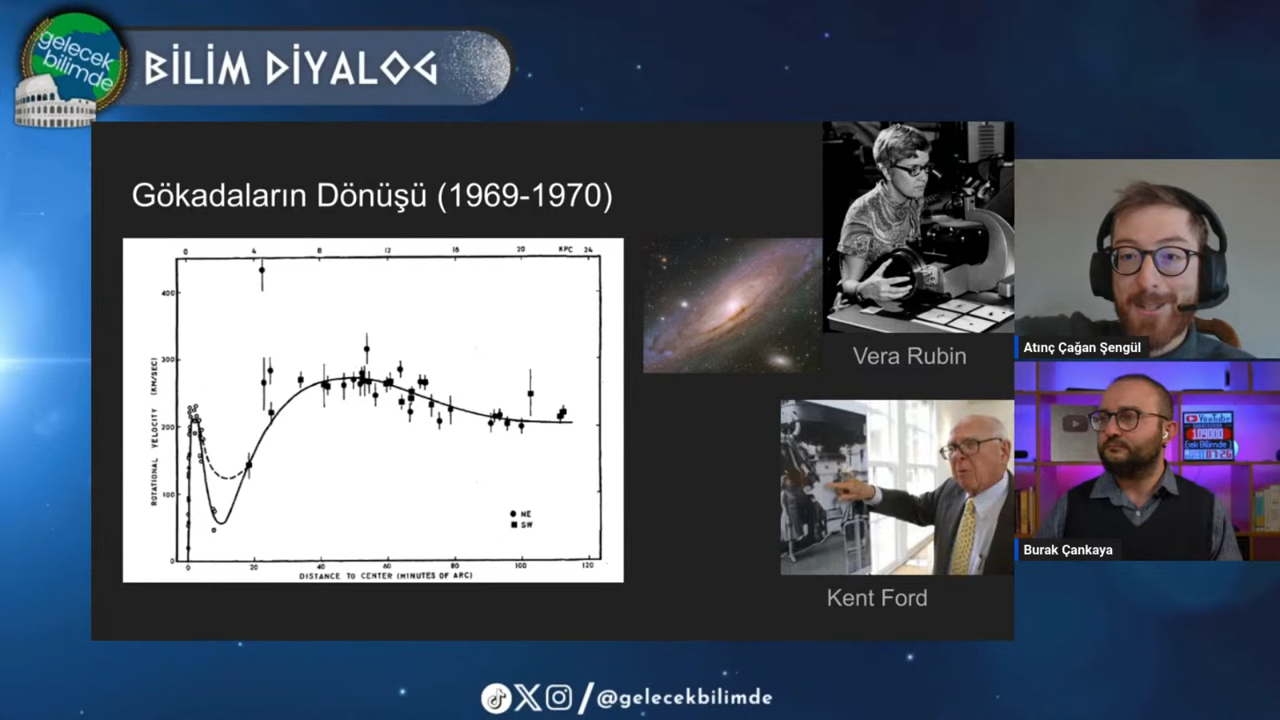 gelecek
bilimde
BİLİM DİYALOG
Gökadaların Dönüşü (1969-1970)
0 4 8 12 16 20 KPC 24
400
300
200
100
0
ROTATIONAL VELOCITY (KM/SEC)
NE
SW
0 20 40 60 80 100 120
DISTANCE TO CENTER (MINUTES OF ARC)
Vera Rubin
Kent Ford
Atınç Çağan Şengül
YouTube
109000
Burak Çankaya
/@gelecekbilimde